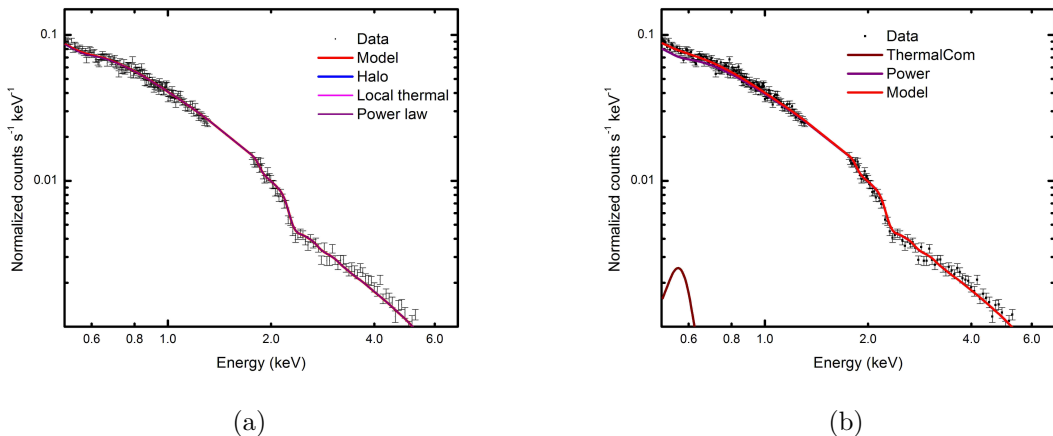 0.1
0.01
0.6
0.8
1.0
2.0
4.0
6.0
Normalized counts s⁻¹ keV⁻¹
Energy (keV)
Data
Model
Halo
Local thermal
Power law
(a)
0.1
0.01
0.6
0.8
1.0
2.0
4.0
6.0
Normalized counts s⁻¹ keV⁻¹
Energy (keV)
Data
ThermalCom
Power
Model
(b)